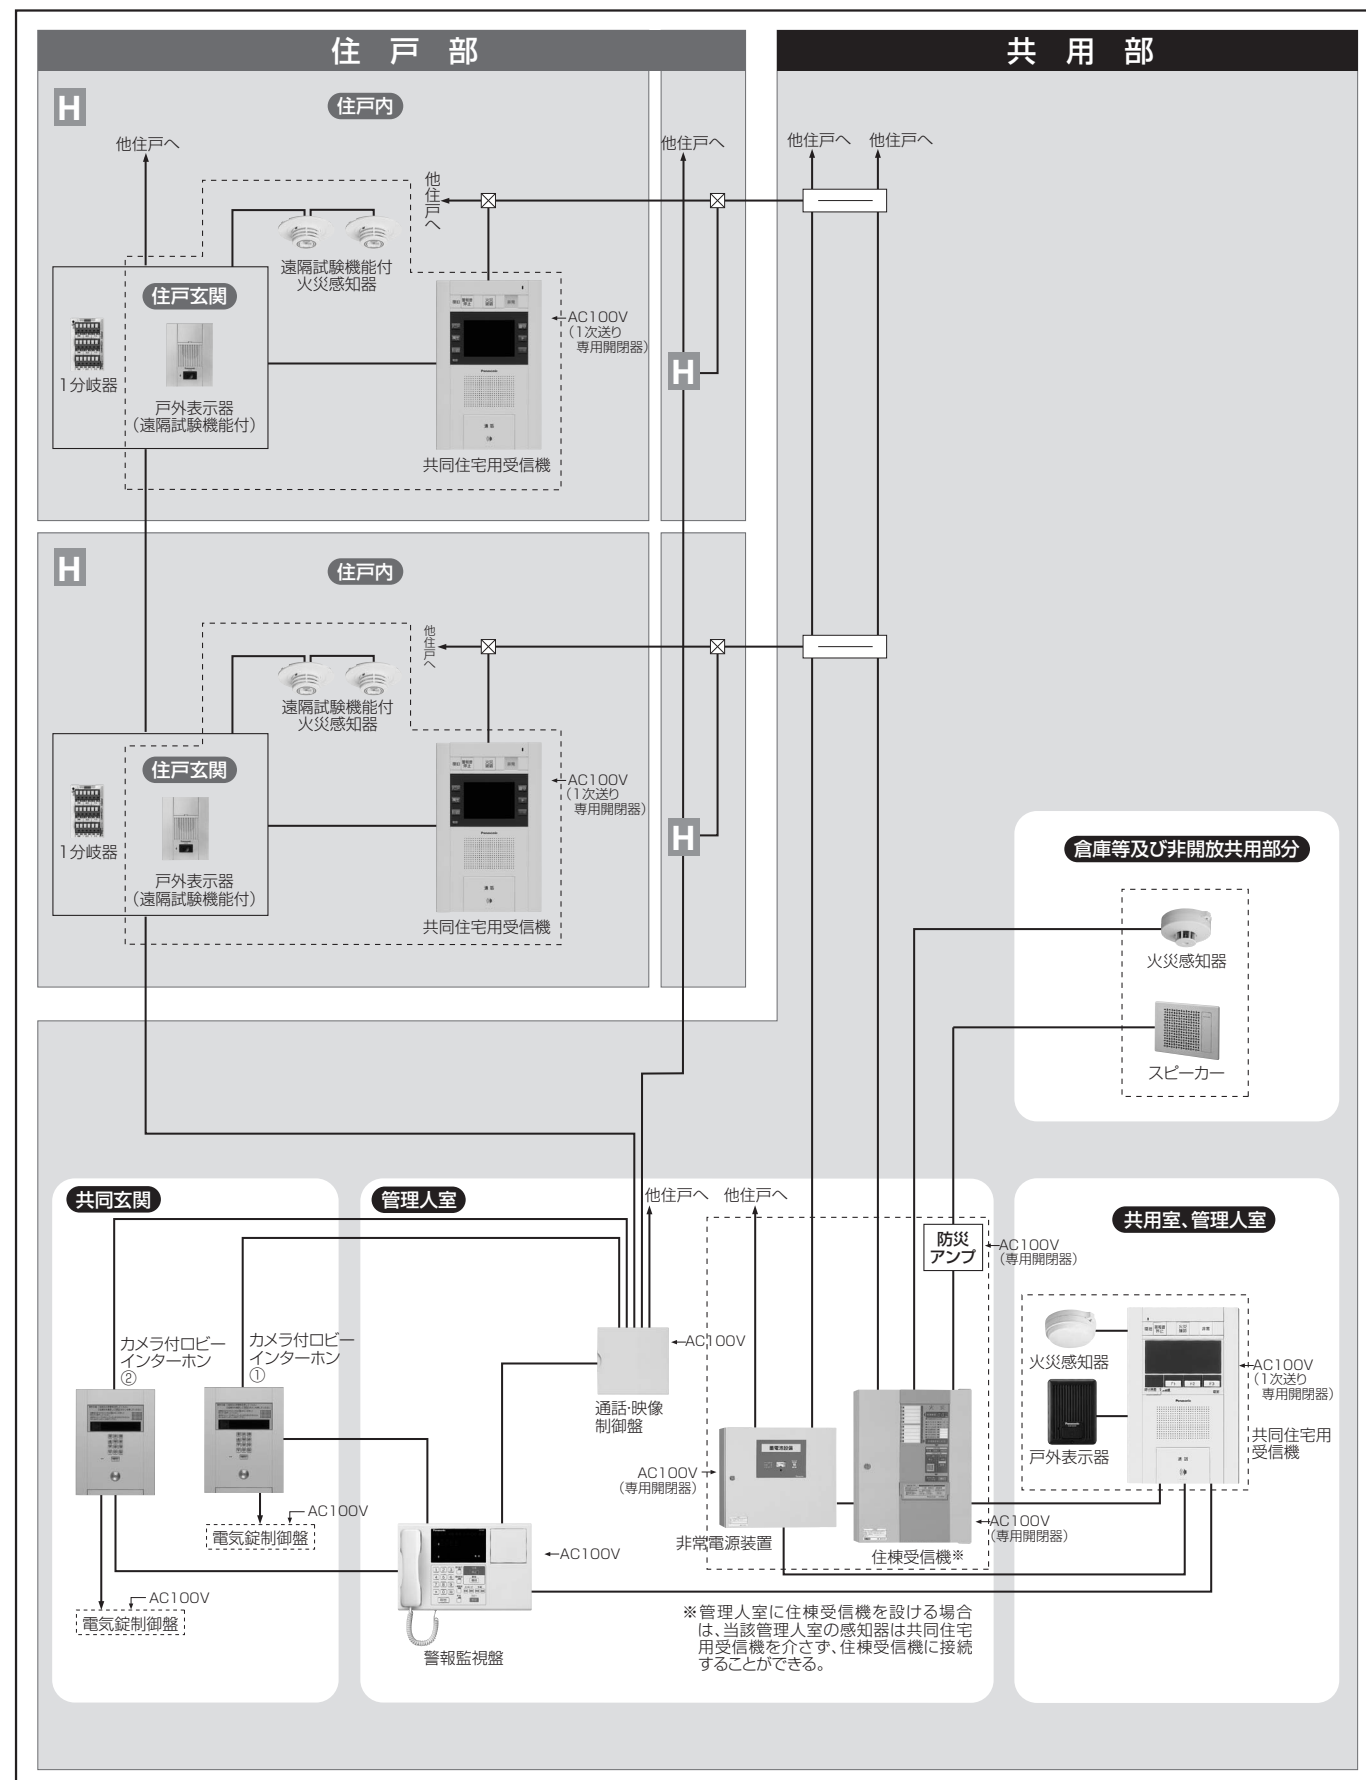 住戸部
共用部
H
住戸内
他住戸へ
他住戸へ
他住戸へ
他住戸へ
他住戸へ
遠隔試験機能付
火災感知器
住戸玄関
AC100V
(1次送り
専用開閉器)
H
1分岐器
戸外表示器
(遠隔試験機能付)
Panasonic
共同住宅用受信機
H
住戸内
他住戸へ
遠隔試験機能付
火災感知器
住戸玄関
AC100V
(1次送り
専用開閉器)
H
1分岐器
戸外表示器
(遠隔試験機能付)
Panasonic
共同住宅用受信機
倉庫等及び非開放共用部分
火災感知器
スピーカー
共同玄関
管理人室
他住戸へ
他住戸へ
共用室、管理人室
防災
アンプ
AC100V
(専用開閉器)
カメラ付ロビー
インターホン
②
カメラ付ロビー
インターホン
①
AC100V
通話・映像
制御盤
火災感知器
戸外表示器
Panasonic
AC100V
(1次送り
専用開閉器)
共同住宅用
受信機
AC100V
(専用開閉器)
非常電源装置
住棟受信機※
AC100V
(専用開閉器)
AC100V
電気錠制御盤
AC100V
AC100V
電気錠制御盤
警報監視盤
※管理人室に住棟受信機を設ける場合
は、当該管理人室の感知器は共同住宅
用受信機を介さず、住棟受信機に接続
することができる。